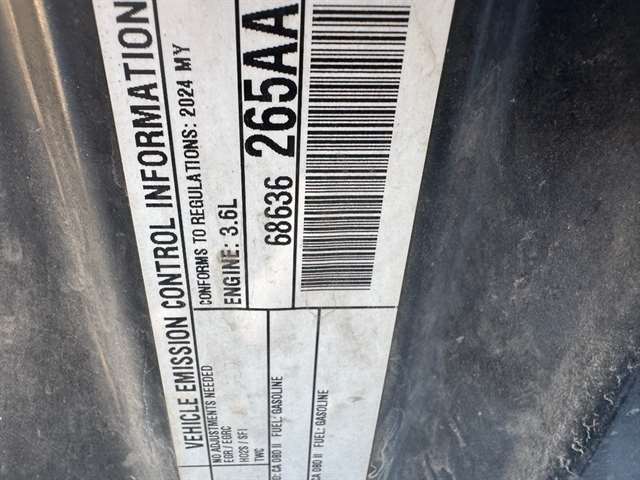 VEHICLE EMISSION CONTROL INFORMATION
CONFORMS TO REGULATIONS: 2024 MY
ENGINE: 3.6L
68636 265AA
NO ADJUSTMENTS NEEDED
EGR / EGRC
HO2S / SFI
TWC
CA OBD II FUEL: GASOLINE
CA OBD II FUEL: GASOLINE